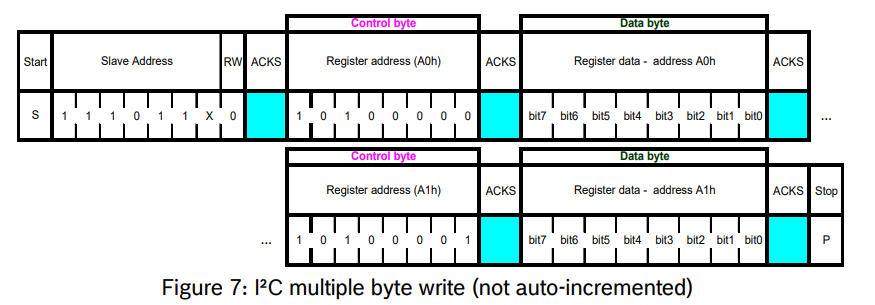 Control byte Data byte
Start Slave Address RW ACKS Register address (A0h) ACKS Register data - address A0h ACKS
S 1 1 1 0 1 1 X 0 1 0 1 0 0 0 0 0 bit7 bit6 bit5 bit4 bit3 bit2 bit1 bit0 ...
Control byte Data byte
Register address (A1h) ACKS Register data - address A1h ACKS Stop
... 1 0 1 0 0 0 0 1 bit7 bit6 bit5 bit4 bit3 bit2 bit1 bit0 P
Figure 7: I²C multiple byte write (not auto-incremented)